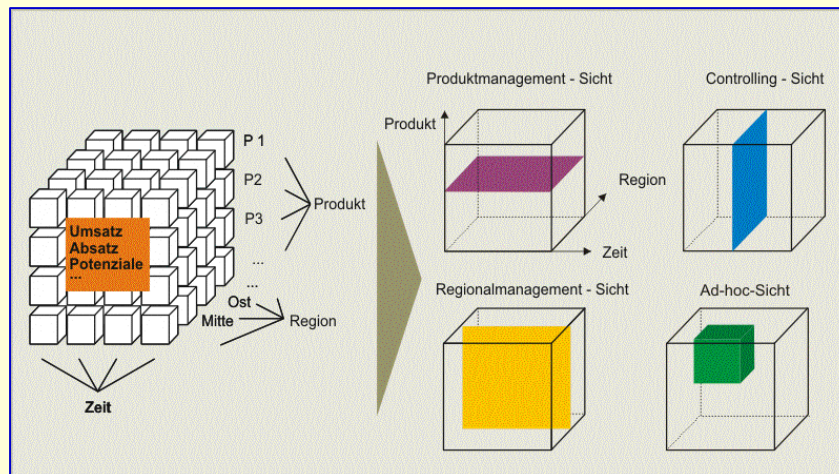 P 1
P2
P3
...
...
Produkt
Umsatz
Absatz
Potenziale
...
Ost
Mitte
Region
Zeit
Produktmanagement - Sicht
Produkt
Region
Zeit
Controlling - Sicht
Regionalmanagement - Sicht
Ad-hoc-Sicht